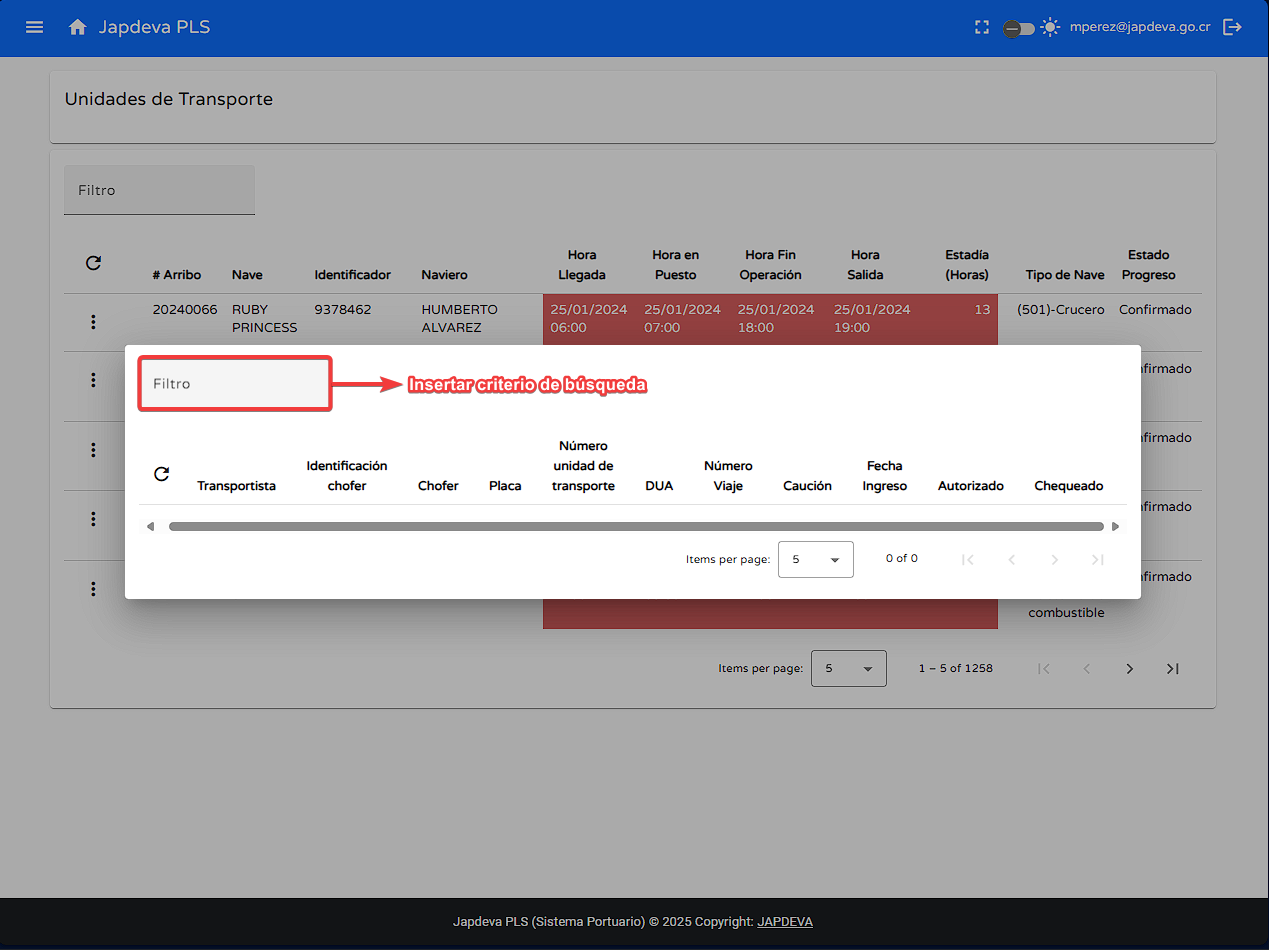 Japdeva PLS
mperez@japdeva.go.cr
Unidades de Transporte
Filtro
# Arribo Nave Identificador Naviero Hora Llegada Hora en Puesto Hora Fin Operación Hora Salida Estadía (Horas) Tipo de Nave Estado Progreso
20240066 RUBY 9378462 HUMBERTO 25/01/2024 25/01/2024 25/01/2024 25/01/2024 13 (501)-Crucero Confirmado
PRINCESS ALVAREZ 06:00 07:00 18:00 19:00
Filtro
Insertar criterio de búsqueda
nfirmado
nfirmado
Transportista Identificación chofer Chofer Placa Número unidad de transporte DUA Número Viaje Caución Fecha Ingreso Autorizado Chequeado
nfirmado
Items per page: 5 0 of 0
nfirmado
combustible
Items per page: 5 1 – 5 of 1258
Japdeva PLS (Sistema Portuario) © 2025 Copyright: JAPDEVA